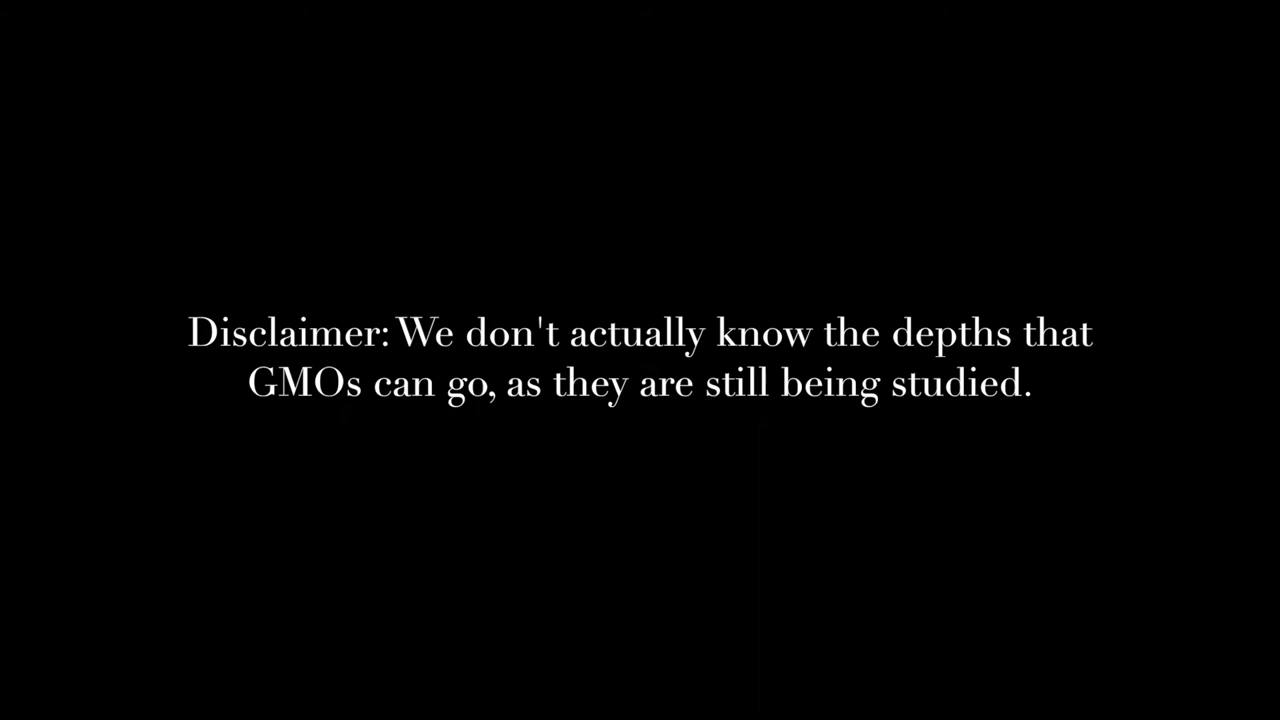 Disclaimer: We don't actually know the depths that
GMOs can go, as they are still being studied.